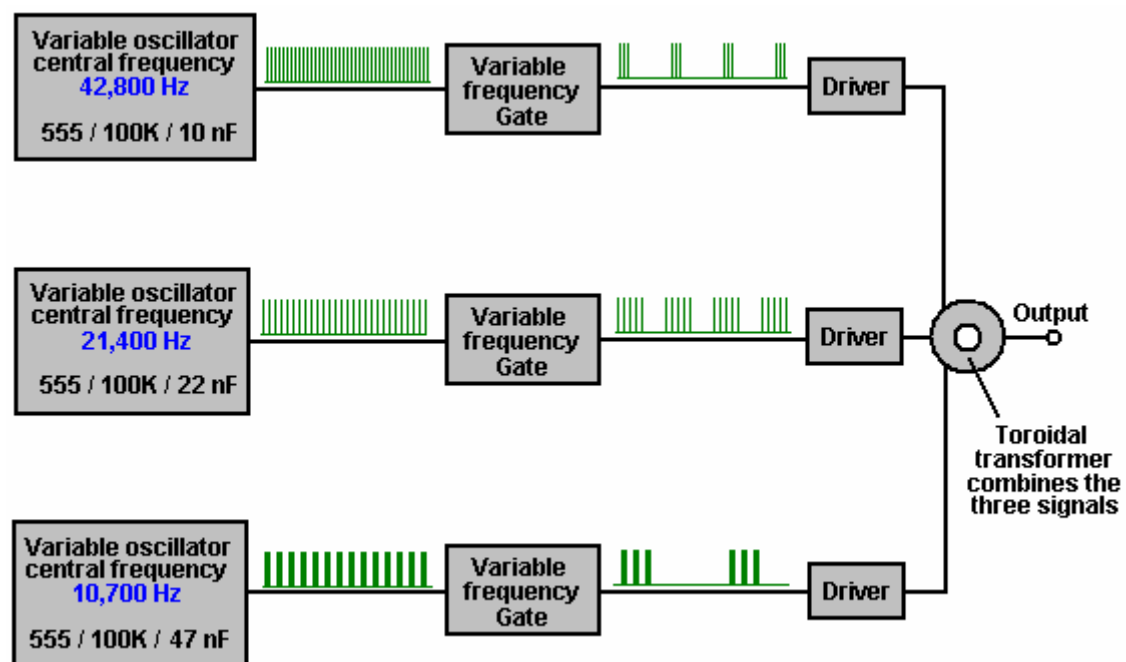 Variable oscillator
central frequency
42,800 Hz
555 / 100K / 10 nF
Variable
frequency
Gate
Driver
Variable oscillator
central frequency
21,400 Hz
555 / 100K / 22 nF
Variable
frequency
Gate
Driver
Output
Toroidal
transformer
combines the
three signals
Variable oscillator
central frequency
10,700 Hz
555 / 100K / 47 nF
Variable
frequency
Gate
Driver